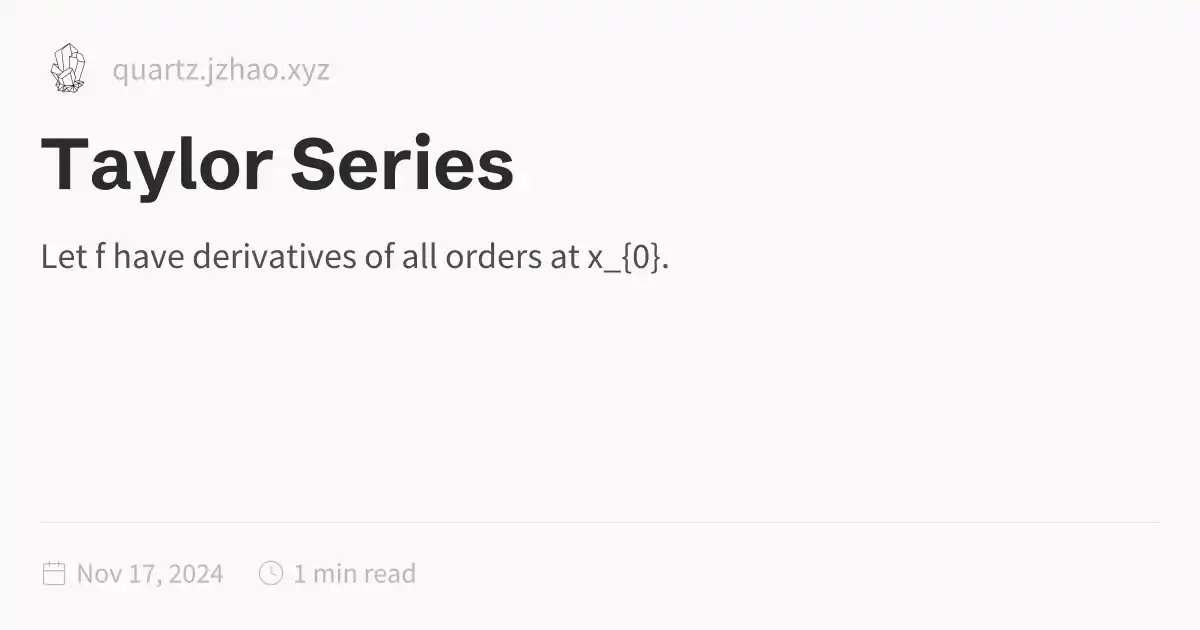 quartz.jzhao.xyz
Taylor Series
Let f have derivatives of all orders at x_{0}.
Nov 17, 2024 1 min read